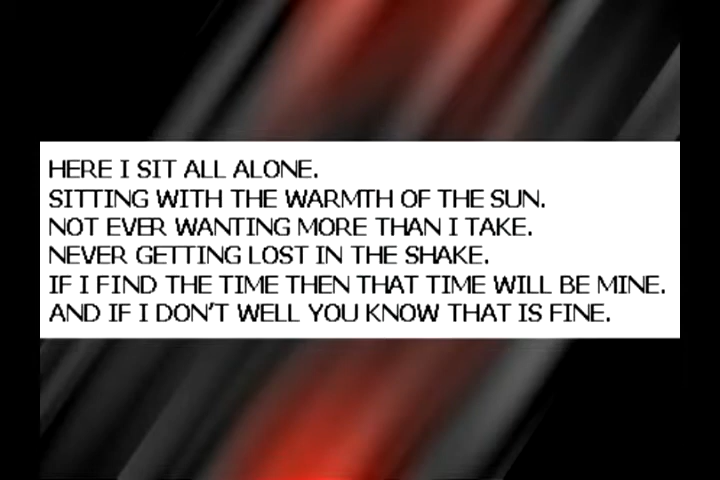 HERE I SIT ALL ALONE.
SITTING WITH THE WARMTH OF THE SUN.
NOT EVER WANTING MORE THAN I TAKE.
NEVER GETTING LOST IN THE SHAKE.
IF I FIND THE TIME THEN THAT TIME WILL BE MINE.
AND IF I DON'T WELL YOU KNOW THAT IS FINE.